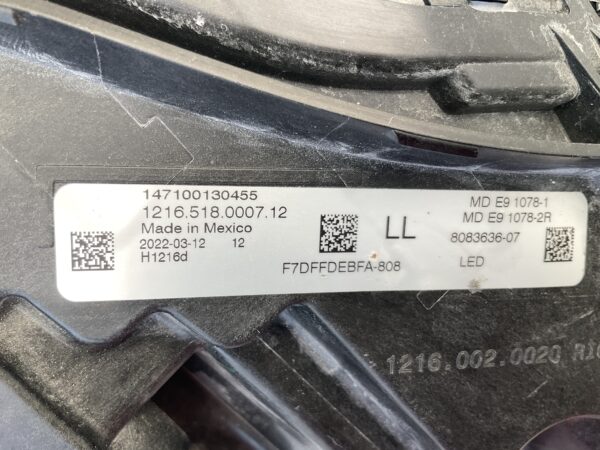 147100130455
1216.518.0007.12
Made in Mexico
2022-03-12 12
H1216d
F7DFFDEBFA-808
LL
MD E9 1078-1
MD E9 1078-2R
8083636-07
LED
1216.002.0020